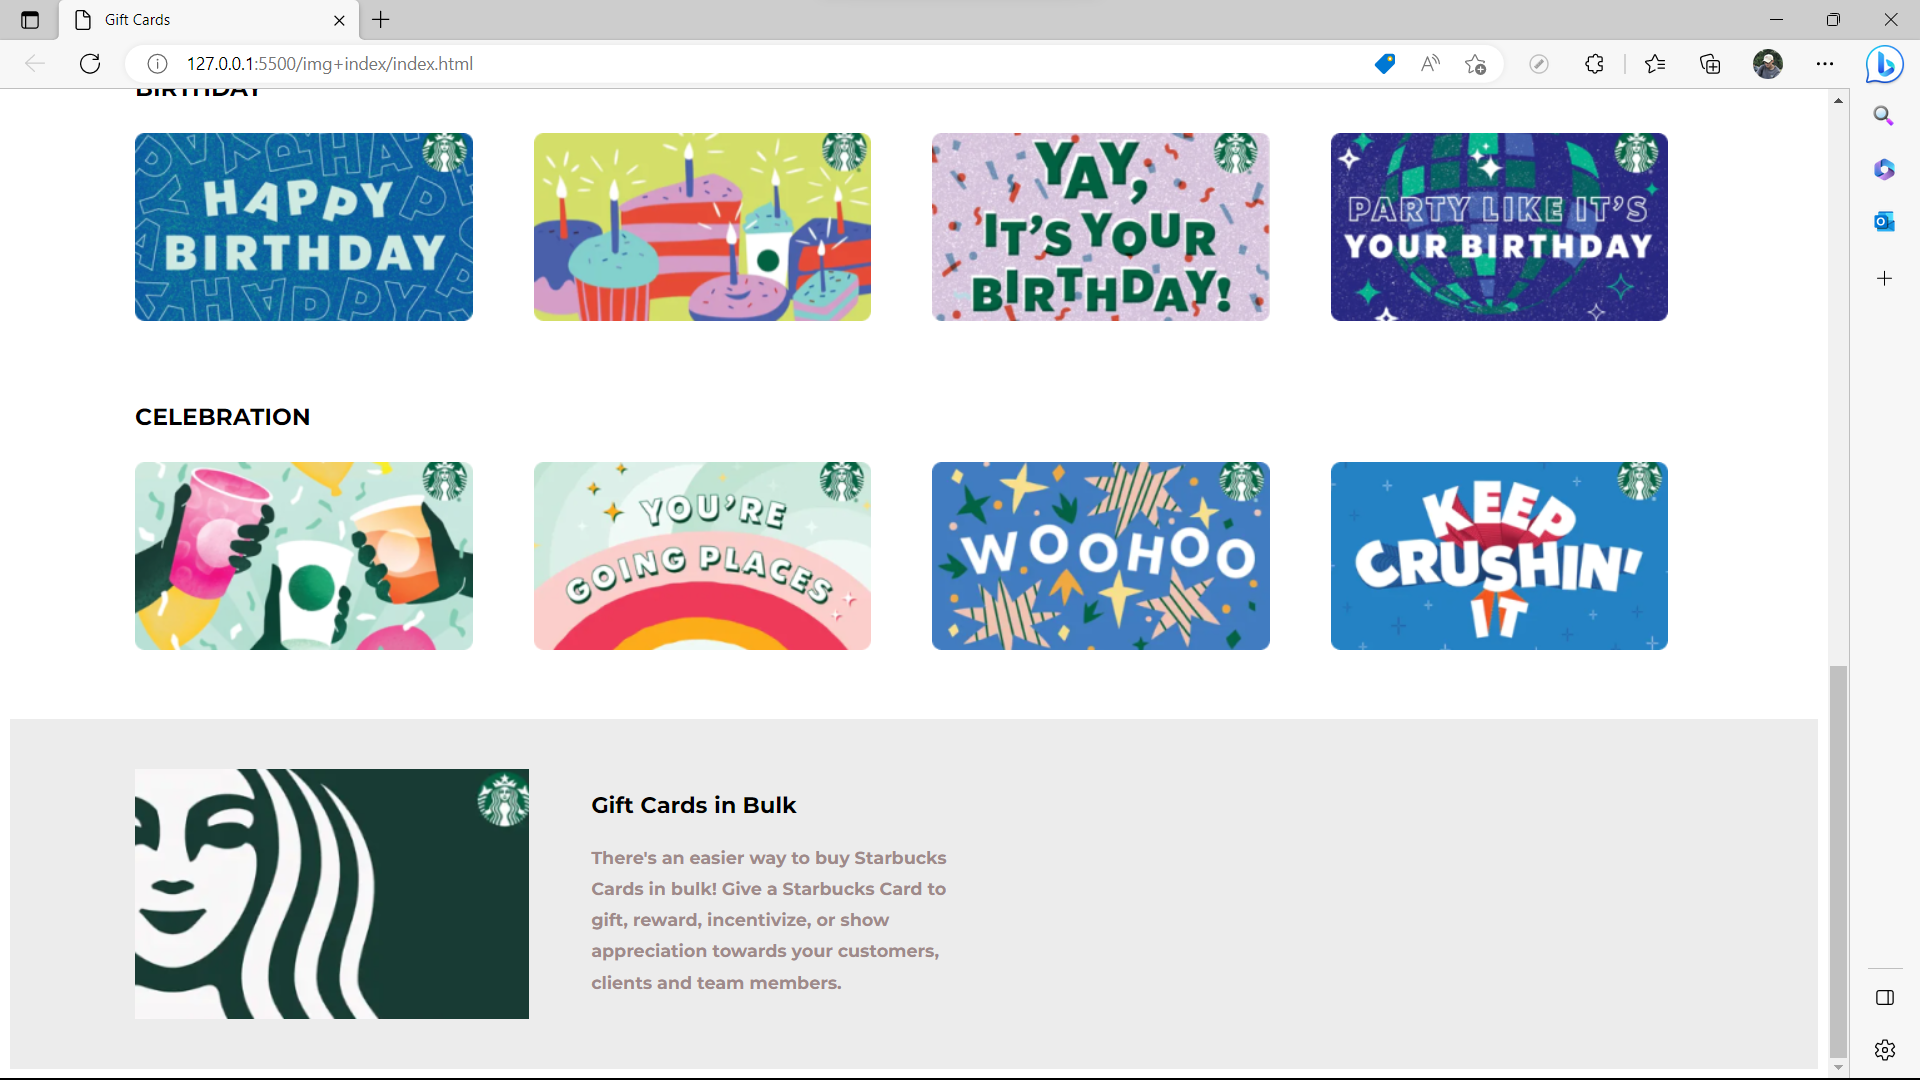 Gift Cards
127.0.0.1:5500/img+index/index.html
BIRTHDAY
HAPPY
BIRTHDAY
YAY,
IT'S YOUR
BIRTHDAY!
PARTY LIKE IT'S
YOUR BIRTHDAY
CELEBRATION
YOU'RE
GOING PLACES
WOOHOO
KEEP
CRUSHIN'
IT
Gift Cards in Bulk
There's an easier way to buy Starbucks
Cards in bulk! Give a Starbucks Card to
gift, reward, incentivize, or show
appreciation towards your customers,
clients and team members.